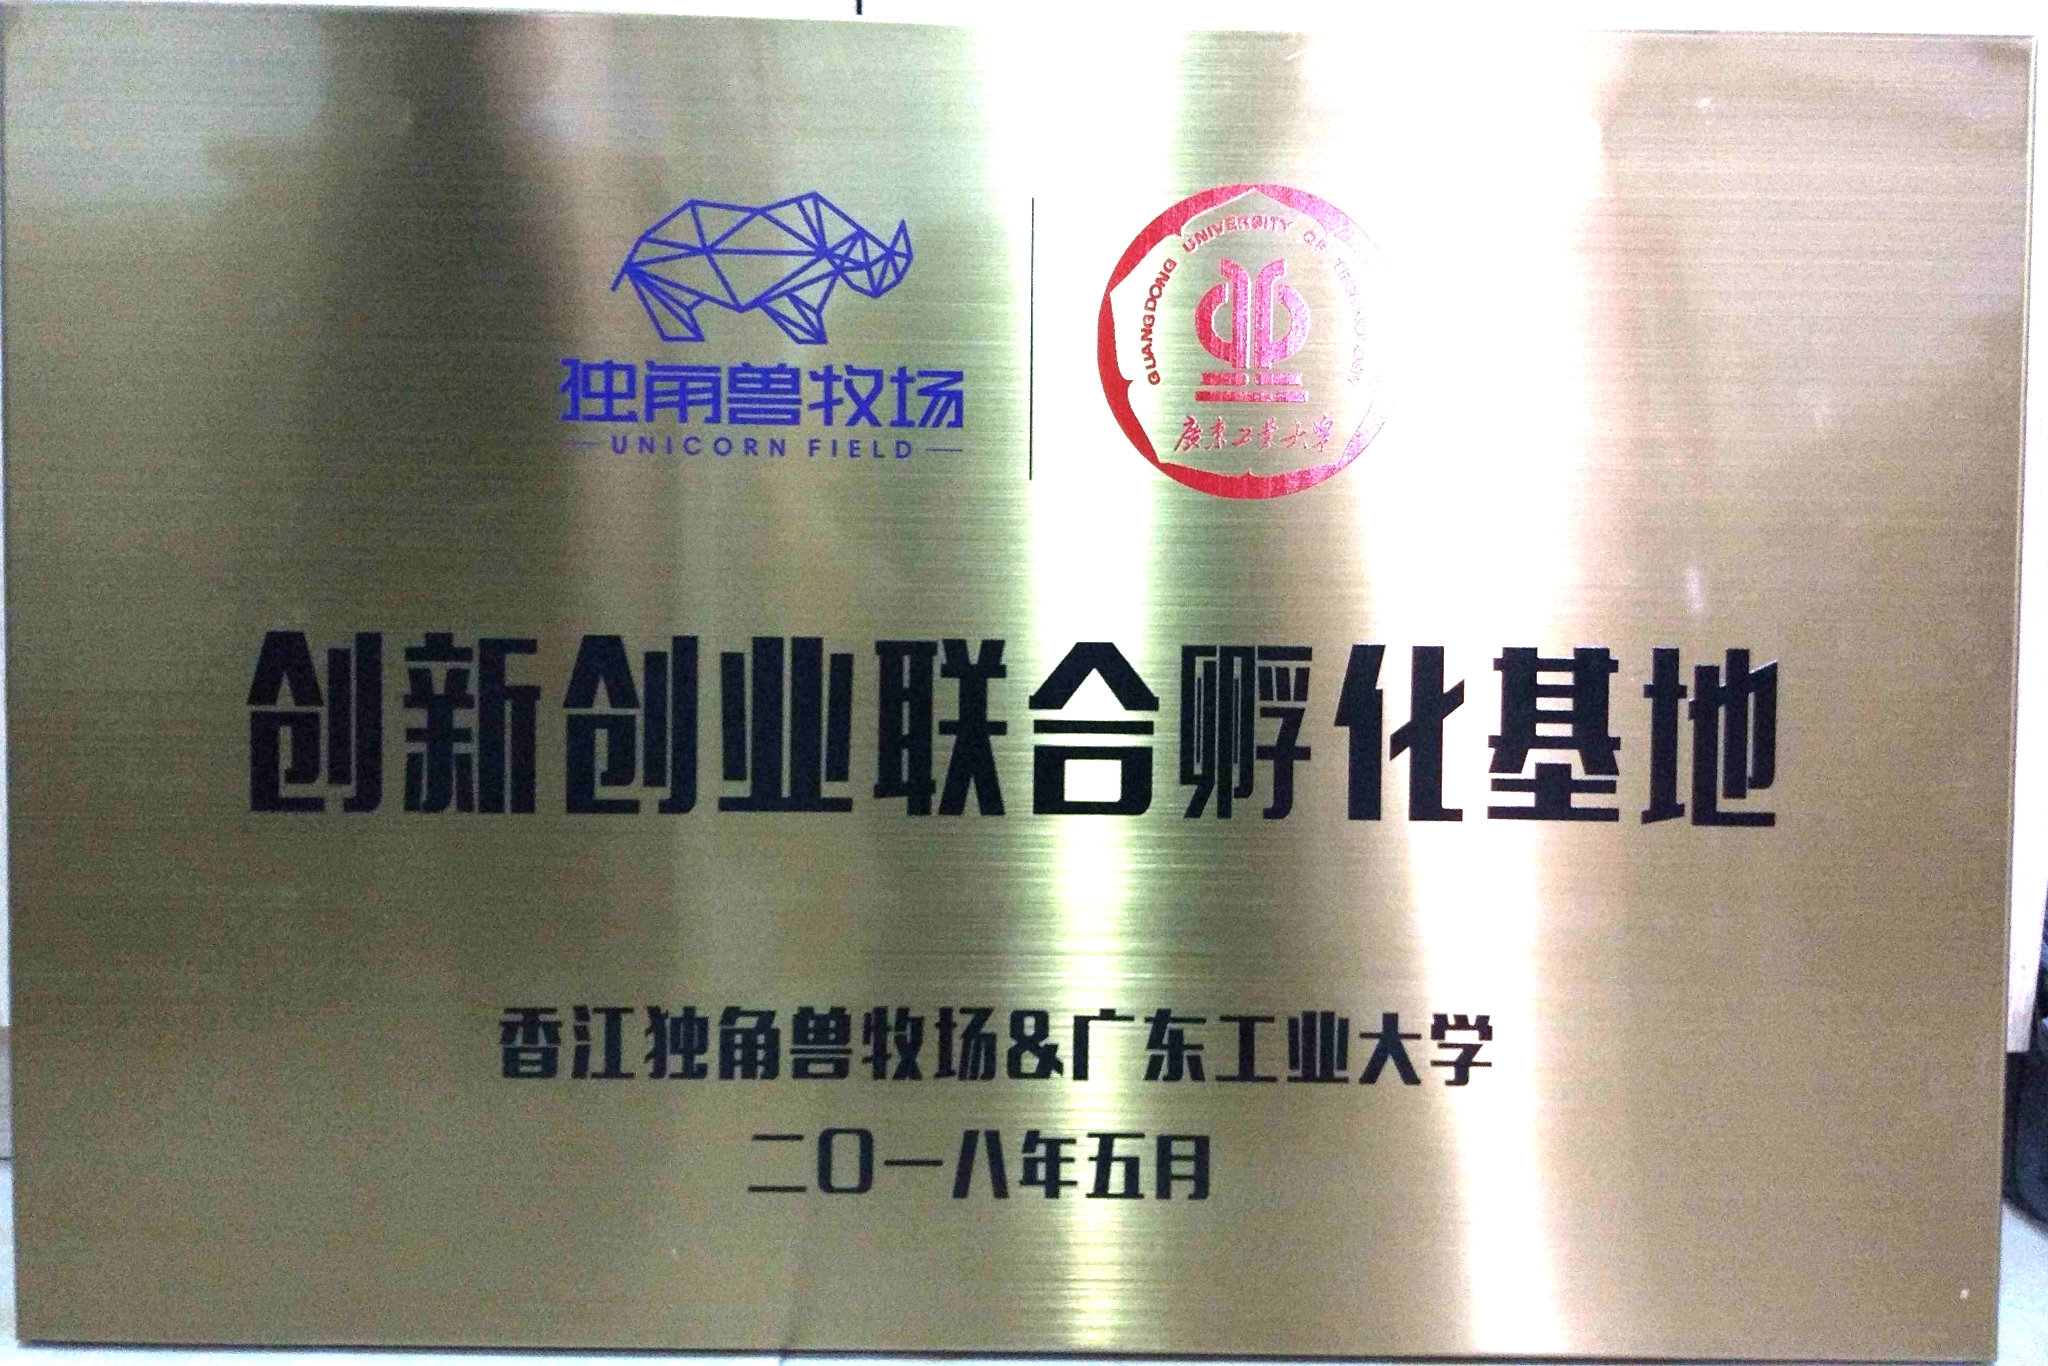 独角兽牧场
UNICORN FIELD
GUANGDONG UNIVERSITY OF TECHNOLOGY
广东工业大学
创新创业联合孵化基地
香江独角兽牧场&广东工业大学
二〇一八年五月